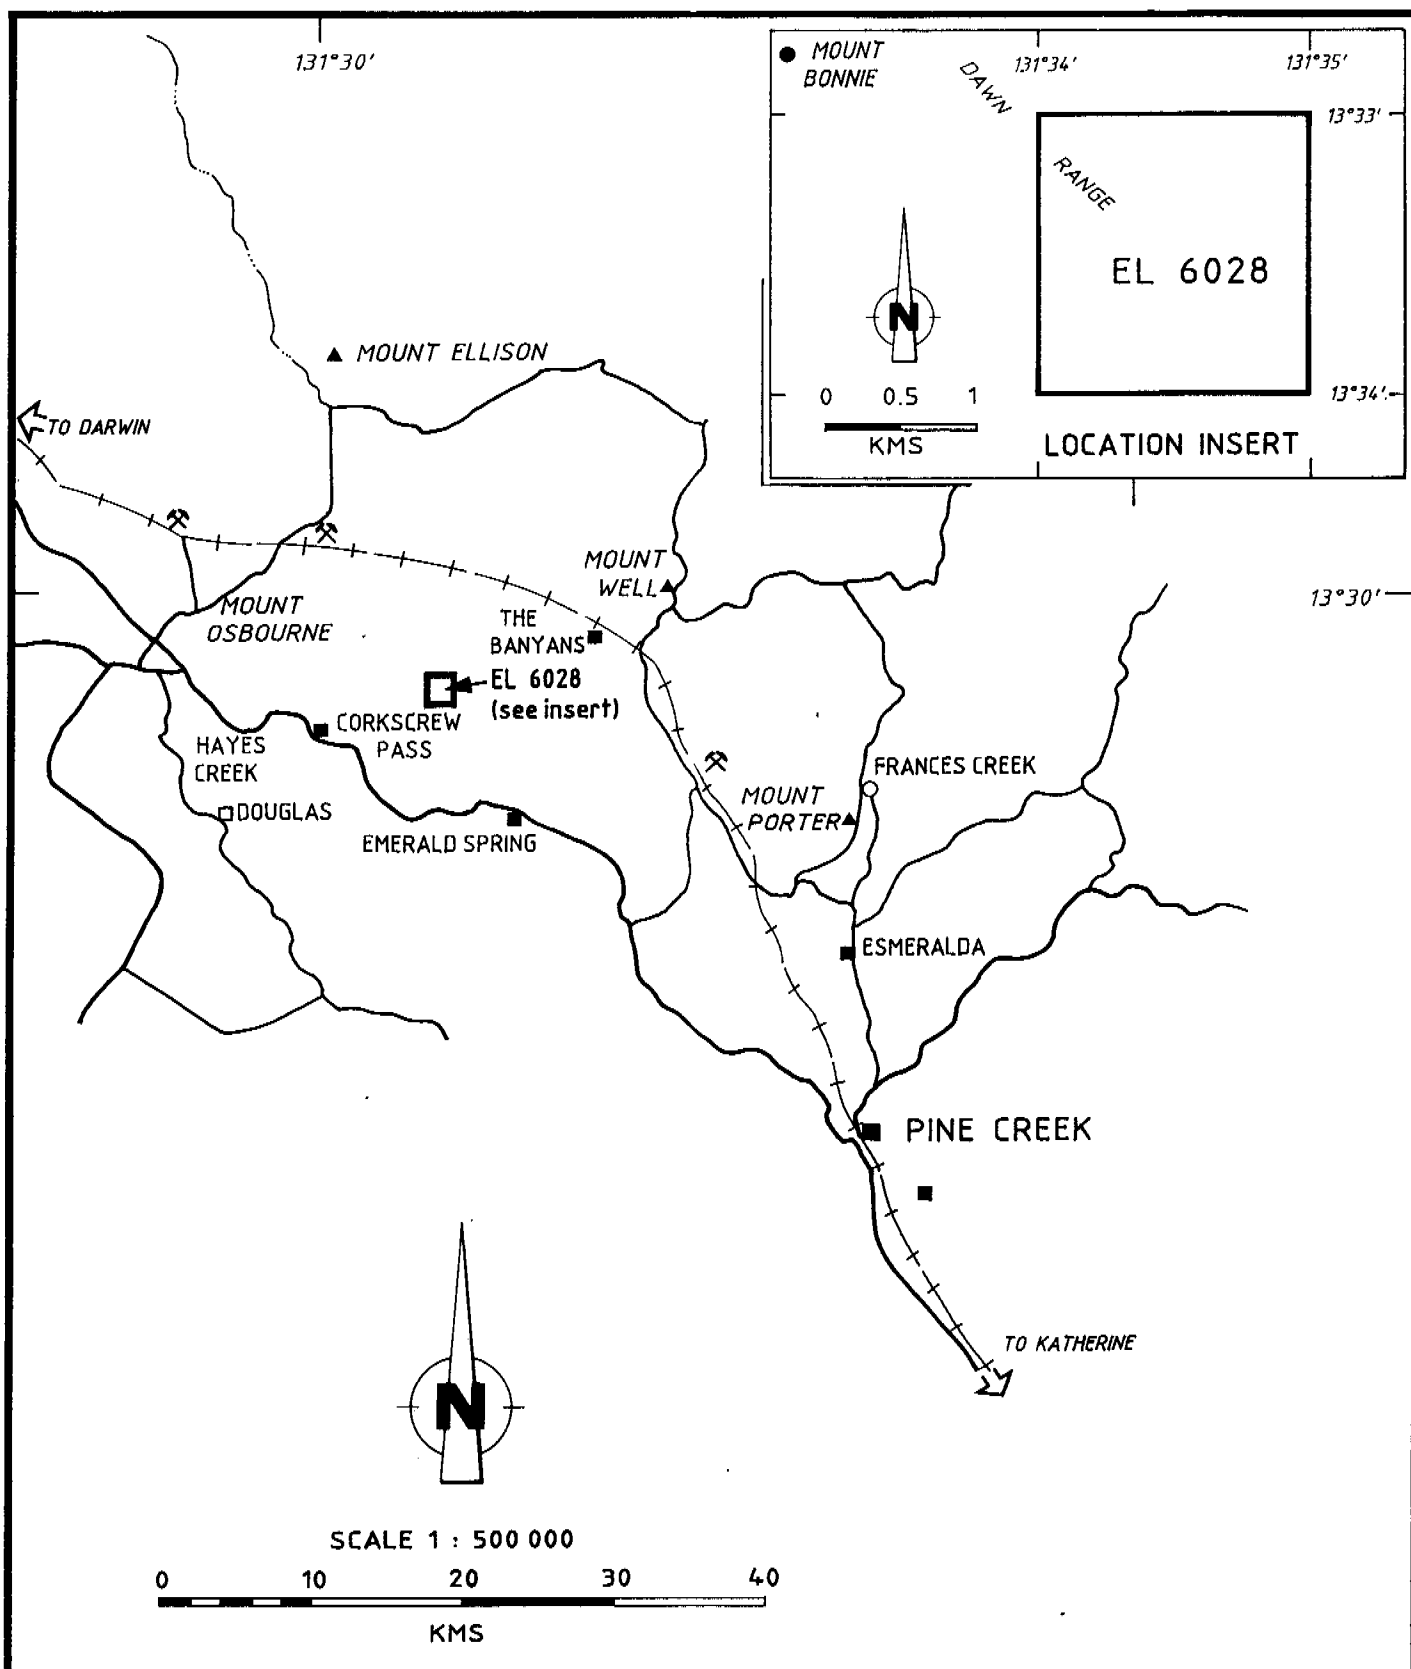 131°30'
MOUNT
BONNIE
DAWN
RANGE
131°34'
131°35'
13°33'
EL 6028
N
0 0.5 1
KMS
13°34'
LOCATION INSERT
MOUNT ELLISON
TO DARWIN
MOUNT
WELL
13°30'
MOUNT
OSBOURNE
THE
BANYANS
EL 6028
(see insert)
CORKSCREW
PASS
HAYES
CREEK
DOUGLAS
EMERALD SPRING
FRANCES CREEK
MOUNT
PORTER
ESMERALDA
PINE CREEK
TO KATHERINE
N
SCALE 1 : 500 000
0 10 20 30 40
KMS